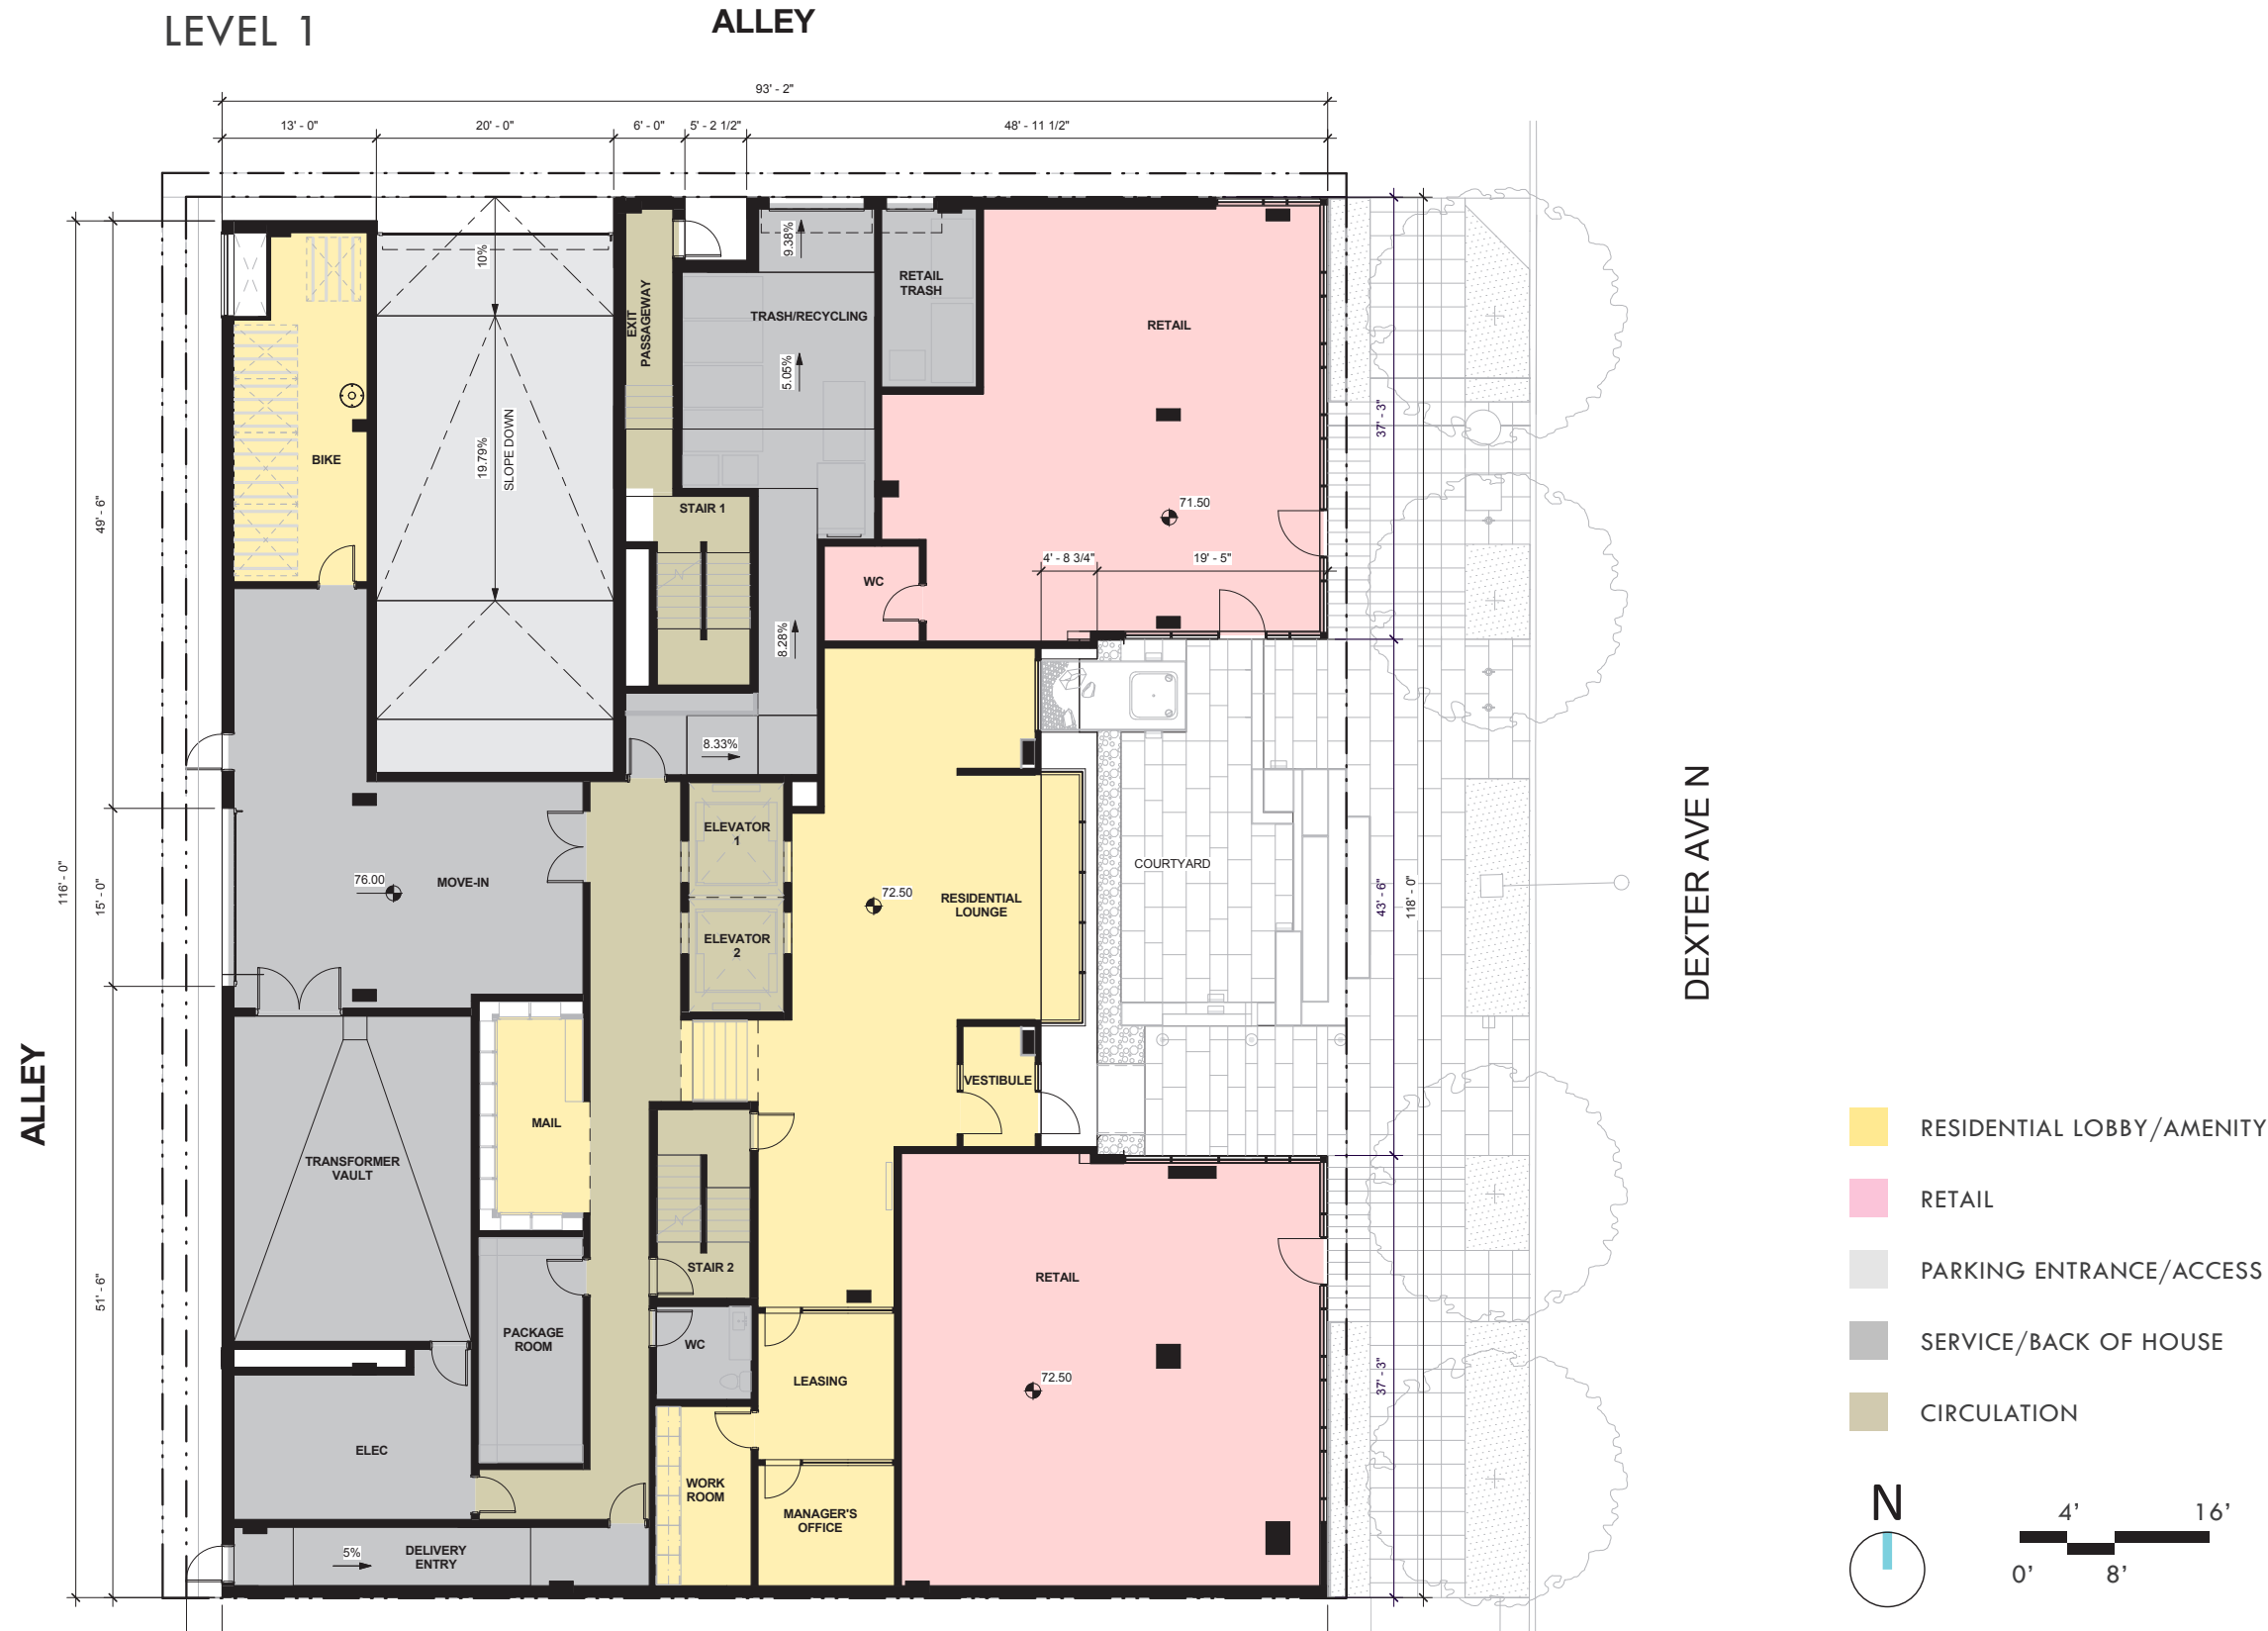 LEVEL 1
ALLEY
93' - 2"
13' - 0"
20' - 0"
6' - 0"
5' - 2 1/2"
48' - 11 1/2"
10%
9.38%
RETAIL
TRASH
EXIT
PASSAGEWAY
TRASH/RECYCLING
RETAIL
5.05%
37' - 3"
19.79%
SLOPE DOWN
BIKE
49' - 6"
STAIR 1
71.50
4' - 8 3/4"
19' - 5"
WC
8.28%
8.33%
ELEVATOR
1
COURTYARD
116' - 0"
15' - 0"
76.00
MOVE-IN
72.50
RESIDENTIAL
LOUNGE
43' - 6"
118' - 0"
DEXTER AVE N
ELEVATOR
2
ALLEY
VESTIBULE
MAIL
TRANSFORMER
VAULT
51' - 6"
STAIR 2
RETAIL
PACKAGE
ROOM
WC
LEASING
72.50
37' - 3"
ELEC
WORK
ROOM
MANAGER'S
OFFICE
5%
DELIVERY
ENTRY
RESIDENTIAL LOBBY/AMENITY
RETAIL
PARKING ENTRANCE/ACCESS
SERVICE/BACK OF HOUSE
CIRCULATION
N
4'
16'
0'
8'